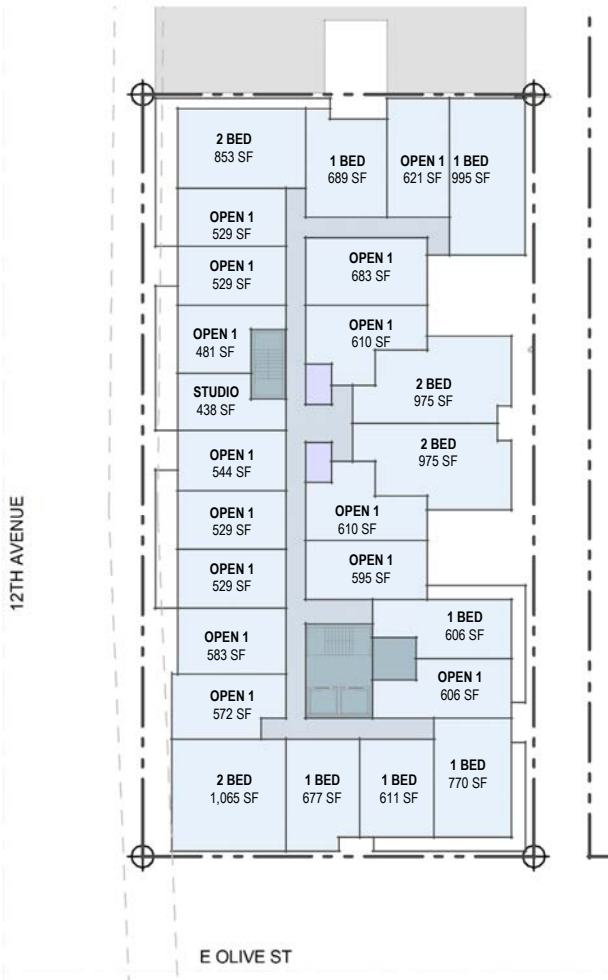 2 BED
853 SF
1 BED
689 SF
OPEN 1
621 SF
1 BED
995 SF
OPEN 1
529 SF
OPEN 1
529 SF
OPEN 1
683 SF
OPEN 1
481 SF
OPEN 1
610 SF
STUDIO
438 SF
2 BED
975 SF
2 BED
975 SF
OPEN 1
544 SF
OPEN 1
529 SF
OPEN 1
610 SF
OPEN 1
529 SF
OPEN 1
595 SF
OPEN 1
583 SF
1 BED
606 SF
OPEN 1
572 SF
OPEN 1
606 SF
2 BED
1,065 SF
1 BED
677 SF
1 BED
611 SF
1 BED
770 SF
12TH AVENUE
E OLIVE ST